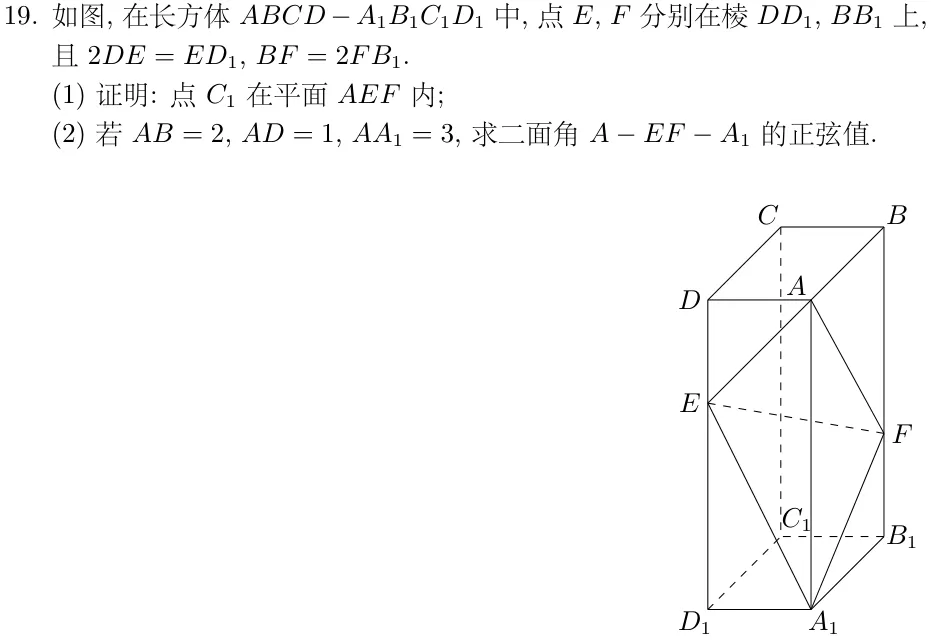 19. 如图, 在长方体 ABCD − A₁B₁C₁D₁ 中, 点 E, F 分别在棱 DD₁, BB₁ 上,
且 2DE = ED₁, BF = 2FB₁.
(1) 证明: 点 C₁ 在平面 AEF 内;
(2) 若 AB = 2, AD = 1, AA₁ = 3, 求二面角 A − EF − A₁ 的正弦值.
C B
D A
E
F
C₁
B₁
D₁ A₁